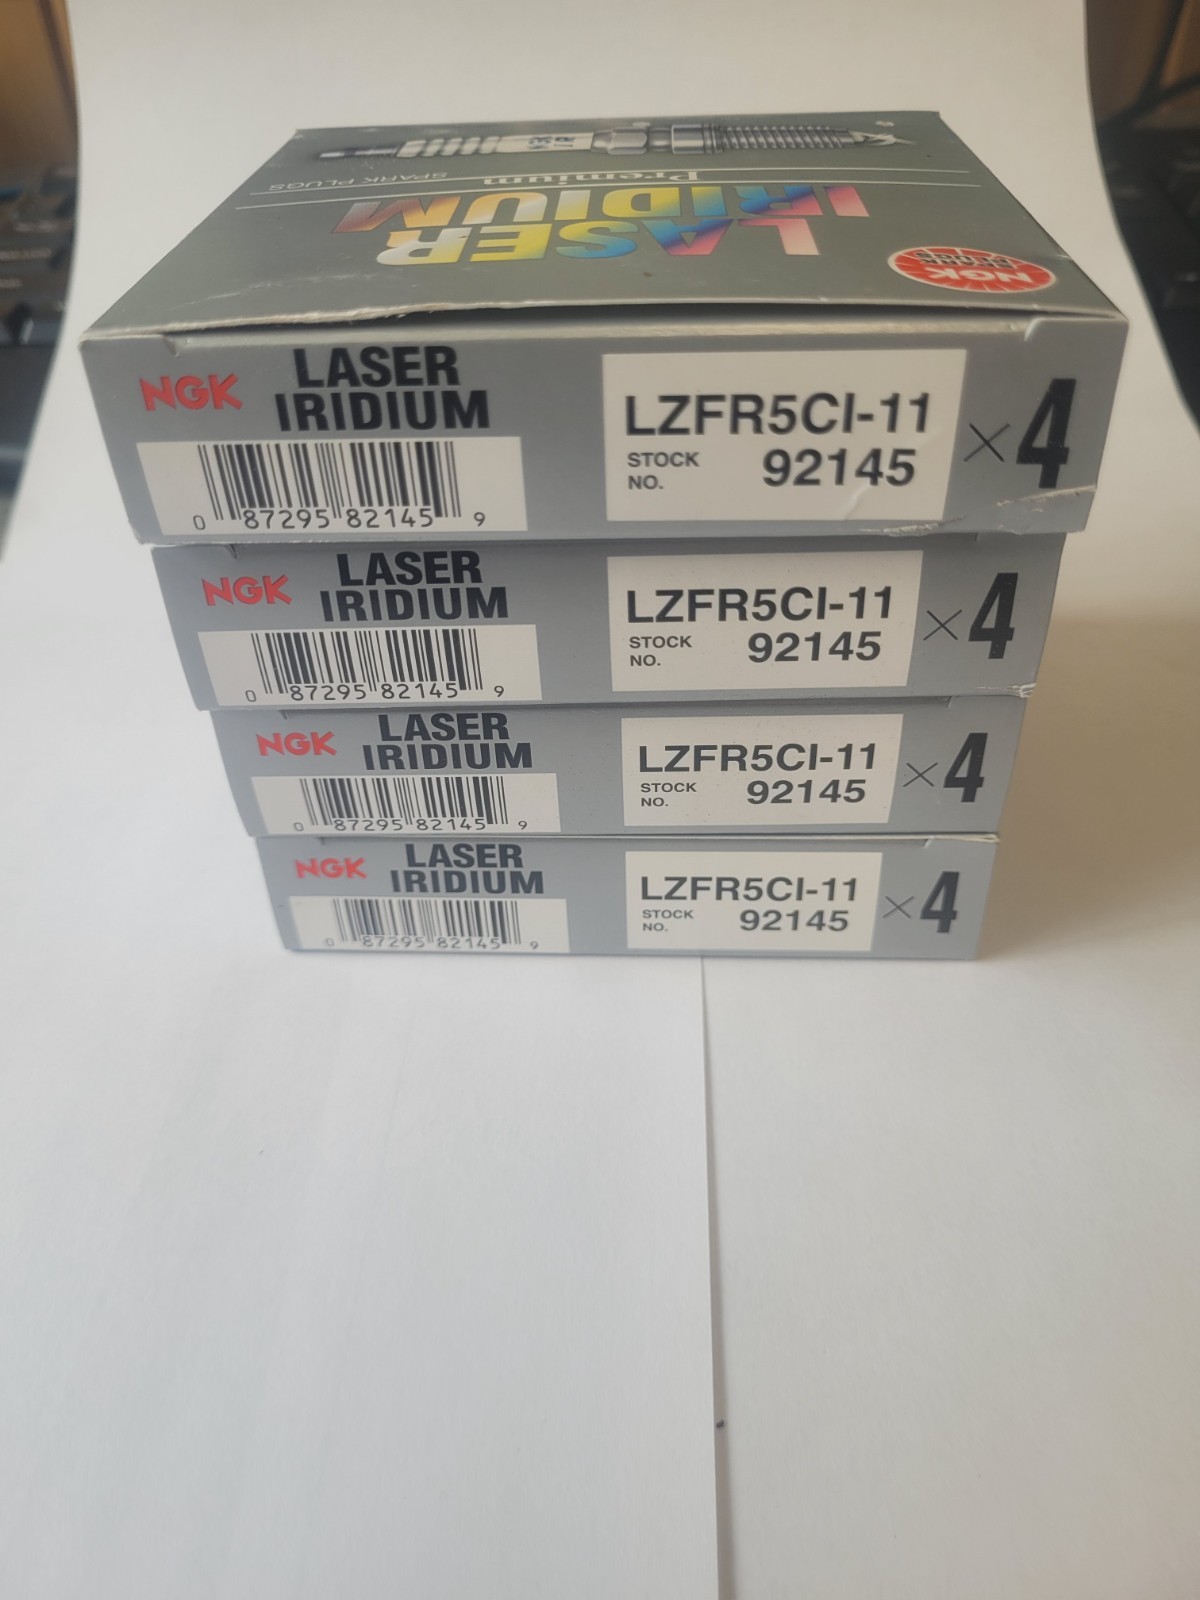 SPARK PLUGS
Premium
LASER
IRIDIUM
NGK
SPARK
PLUGS
NGK
LASER
IRIDIUM
0 87295 82145 9
LZFR5CI-11
STOCK
NO.
92145
×4
NGK
LASER
IRIDIUM
0 87295 82145 9
LZFR5CI-11
STOCK
NO.
92145
×4
NGK
LASER
IRIDIUM
0 87295 82145 9
LZFR5CI-11
STOCK
NO.
92145
×4
NGK
LASER
IRIDIUM
0 87295 82145 9
LZFR5CI-11
STOCK
NO.
92145
×4